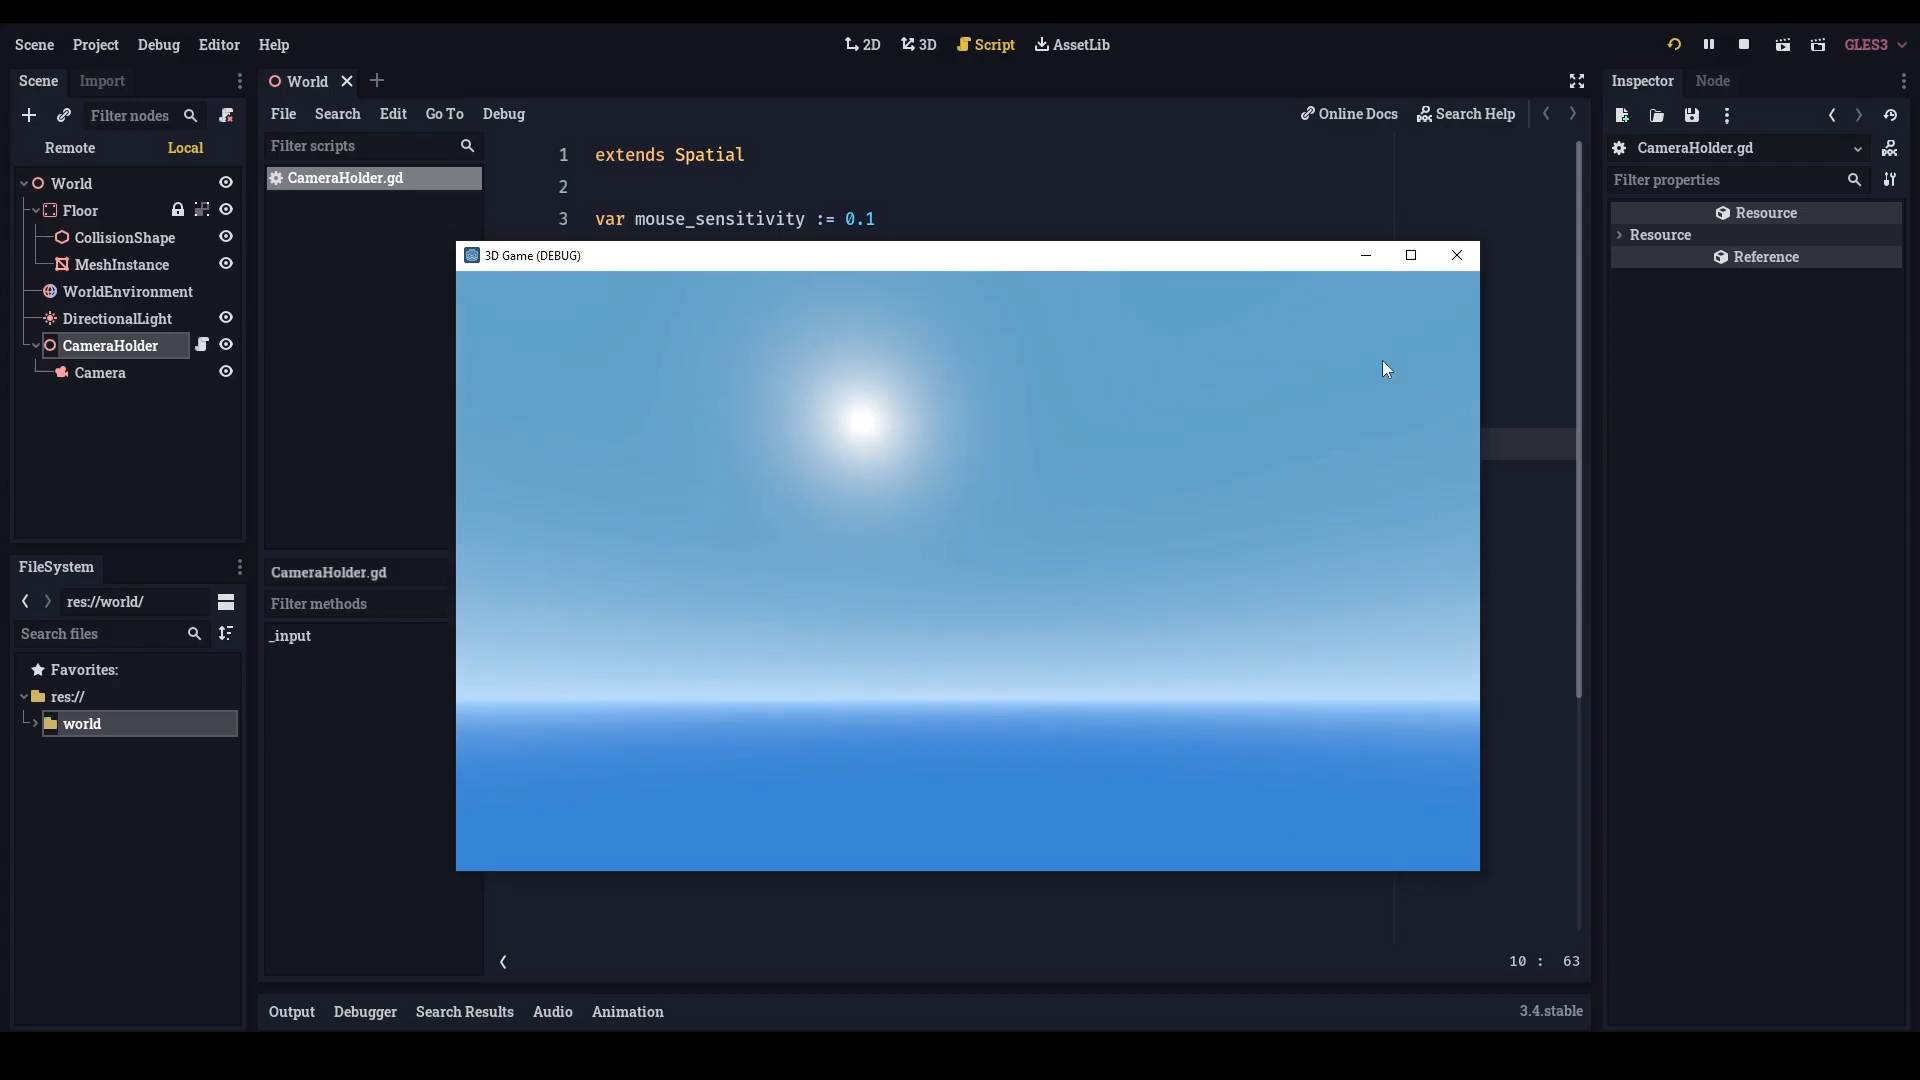 Scene Project Debug Editor Help
2D 3D Script AssetLib
GLES3
Scene Import
World
Inspector Node
Filter nodes
File Search Edit Go To Debug
Online Docs Search Help
Remote Local
Filter scripts
CameraHolder.gd
1 extends Spatial
2
3 var mouse_sensitivity := 0.1
CameraHolder.gd
Filter properties
Resource
Resource
Reference
World
Floor
CollisionShape
MeshInstance
WorldEnvironment
DirectionalLight
CameraHolder
Camera
3D Game (DEBUG)
FileSystem
res://world/
Search files
Favorites:
res://
world
CameraHolder.gd
Filter methods
_input
10 : 63
Output Debugger Search Results Audio Animation
3.4.stable